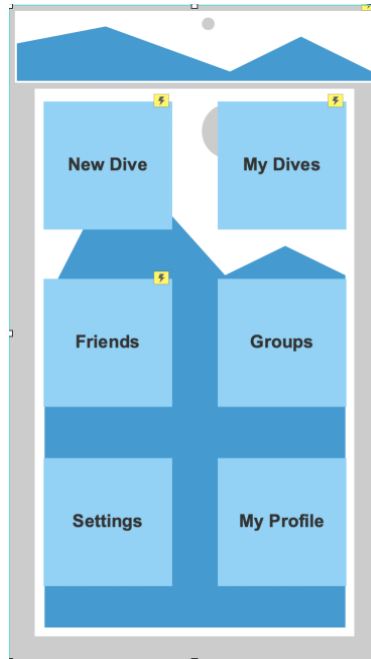 New Dive
My Dives
Friends
Groups
Settings
My Profile